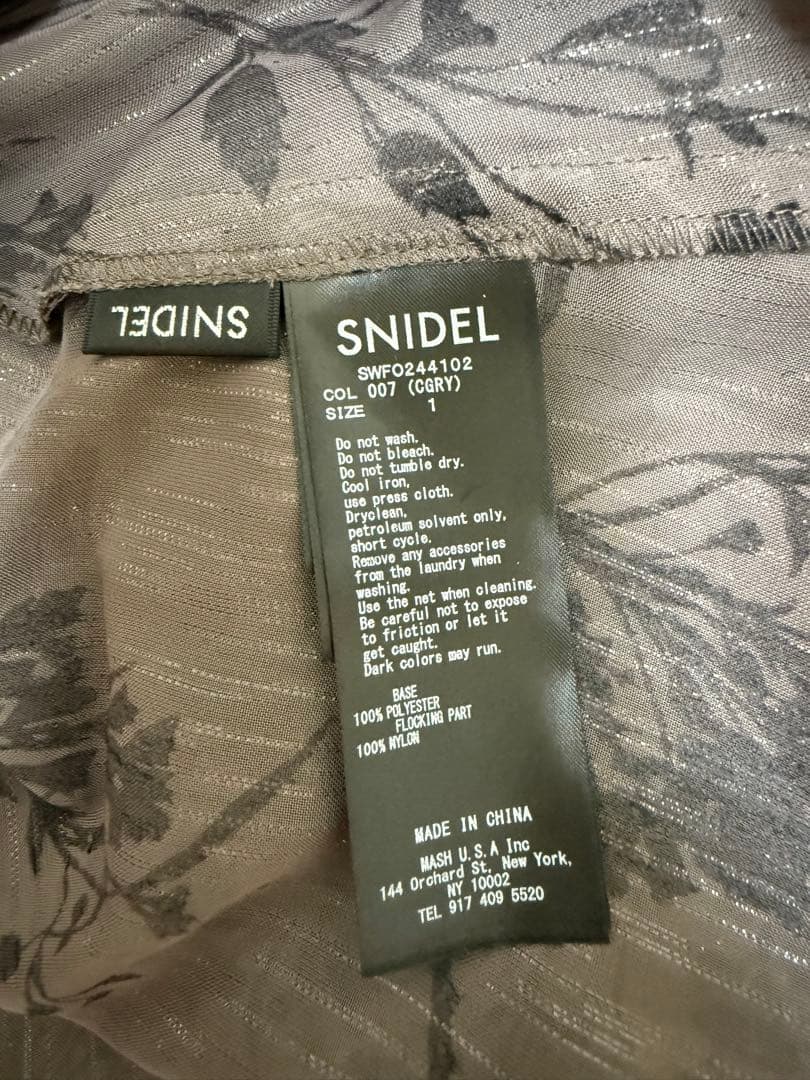 SNIDEL
SNIDEL
SWFO244102
COL 007 (CGRY)
SIZE 1
Do not wash.
Do not bleach.
Do not tumble dry.
Cool iron,
use press cloth.
Dryclean,
petroleum solvent only,
short cycle.
Remove any accessories
from the laundry when
washing.
Use the net when cleaning.
Be careful not to expose
to friction or let it
get caught.
Dark colors may run.
BASE
100% POLYESTER
FLOCKING PART
100% NYLON
MADE IN CHINA
MASH U.S.A Inc
144 Orchard St, New York,
NY 10002
TEL 917 409 5520